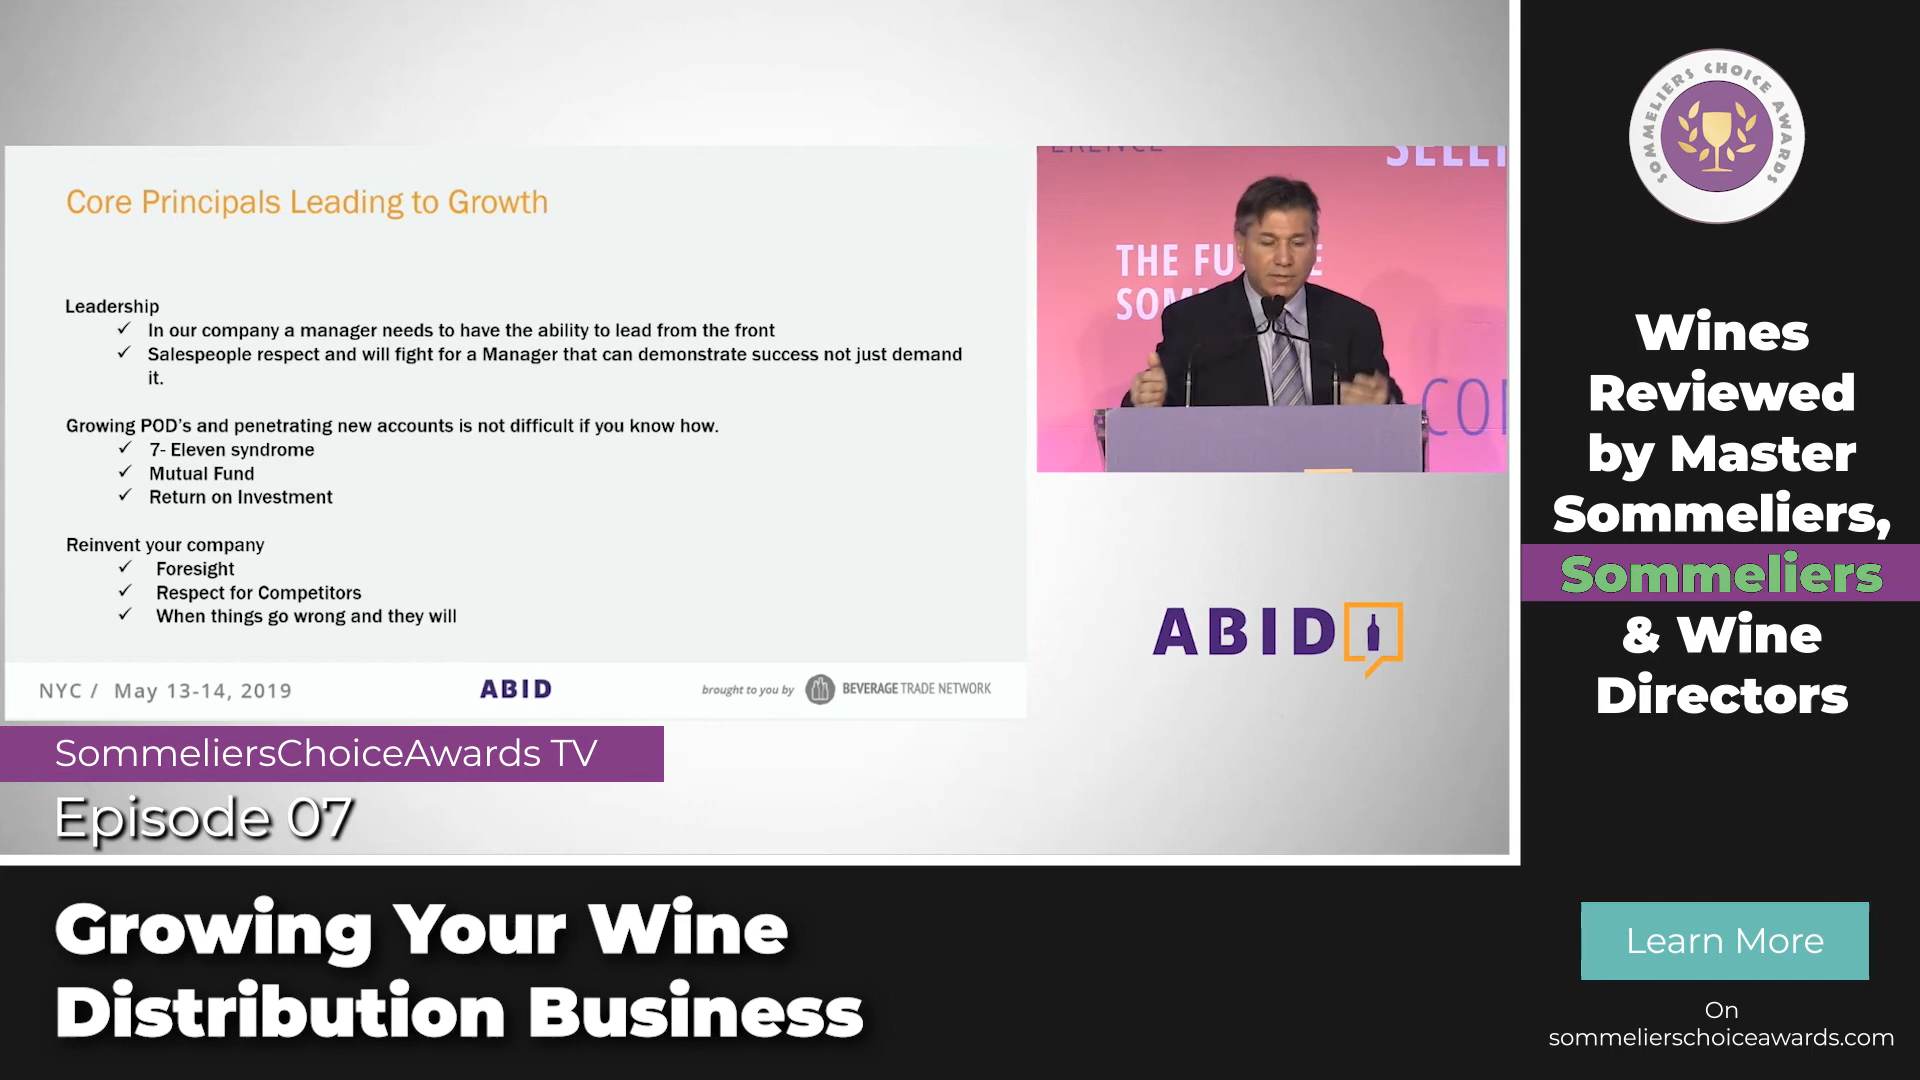 Core Principals Leading to Growth
Leadership
✓ In our company a manager needs to have the ability to lead from the front
✓ Salespeople respect and will fight for a Manager that can demonstrate success not just demand
it.
Growing POD's and penetrating new accounts is not difficult if you know how.
✓ 7- Eleven syndrome
✓ Mutual Fund
✓ Return on Investment
Reinvent your company
✓ Foresight
✓ Respect for Competitors
✓ When things go wrong and they will
NYC / May 13-14, 2019
ABID
brought to you by
BEVERAGE TRADE NETWORK
THE FU E
SOM
CO
ABID
SommeliersChoiceAwards TV
Episode 07
Growing Your Wine
Distribution Business
SOMMELIERS CHOICE AWARDS
Wines
Reviewed
by Master
Sommeliers,
Sommeliers
& Wine
Directors
Learn More
On
sommelierschoiceawards.com